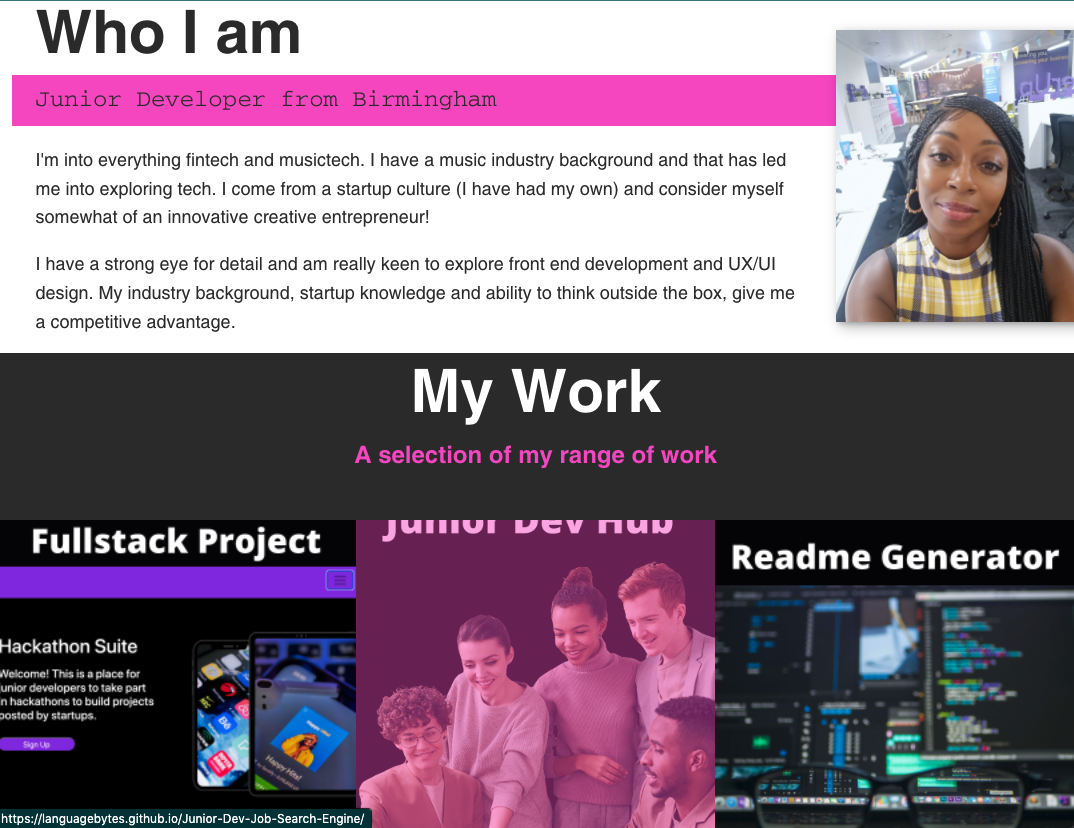 Who I am
Junior Developer from Birmingham
I'm into everything fintech and musictech. I have a music industry background and that has led
me into exploring tech. I come from a startup culture (I have had my own) and consider myself
somewhat of an innovative creative entrepreneur!
I have a strong eye for detail and am really keen to explore front end development and UX/UI
design. My industry background, startup knowledge and ability to think outside the box, give me
a competitive advantage.
My Work
A selection of my range of work
Fullstack Project
Hackathon Suite
Welcome! This is a place for
junior developers to take part
in hackathons to build projects
posted by startups.
Sign Up
Happy Hits!
Junior Dev Hub
Readme Generator
https://languagebytes.github.io/Junior-Dev-Job-Search-Engine/